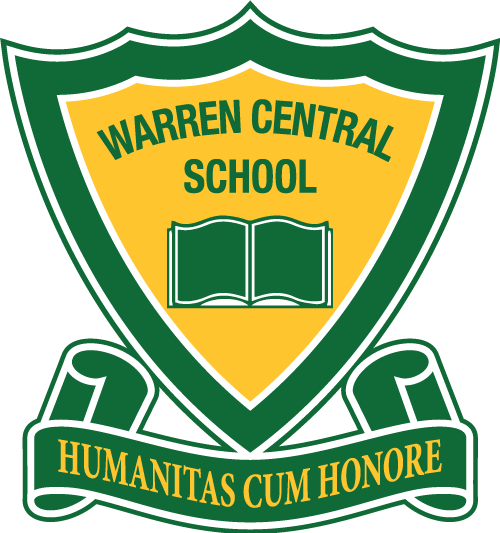 WARREN CENTRAL
SCHOOL
HUMANITAS CUM HONORE